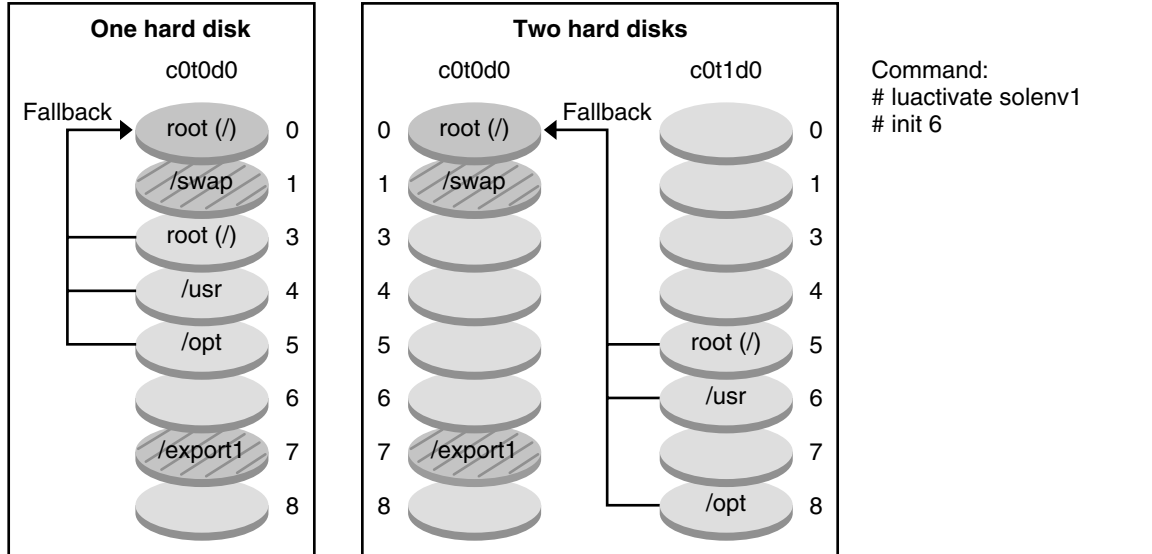 One hard disk
c0t0d0
Fallback
root (/) 0
/swap 1
root (/) 3
/usr 4
/opt 5
6
/export1 7
8
Two hard disks
c0t0d0 c0t1d0
Fallback
0 root (/) 0
1 /swap 1
3 3
4 4
5 root (/) 5
6 /usr 6
7 /export1 7
8 /opt 8
Command:
# luactivate solenv1
# init 6